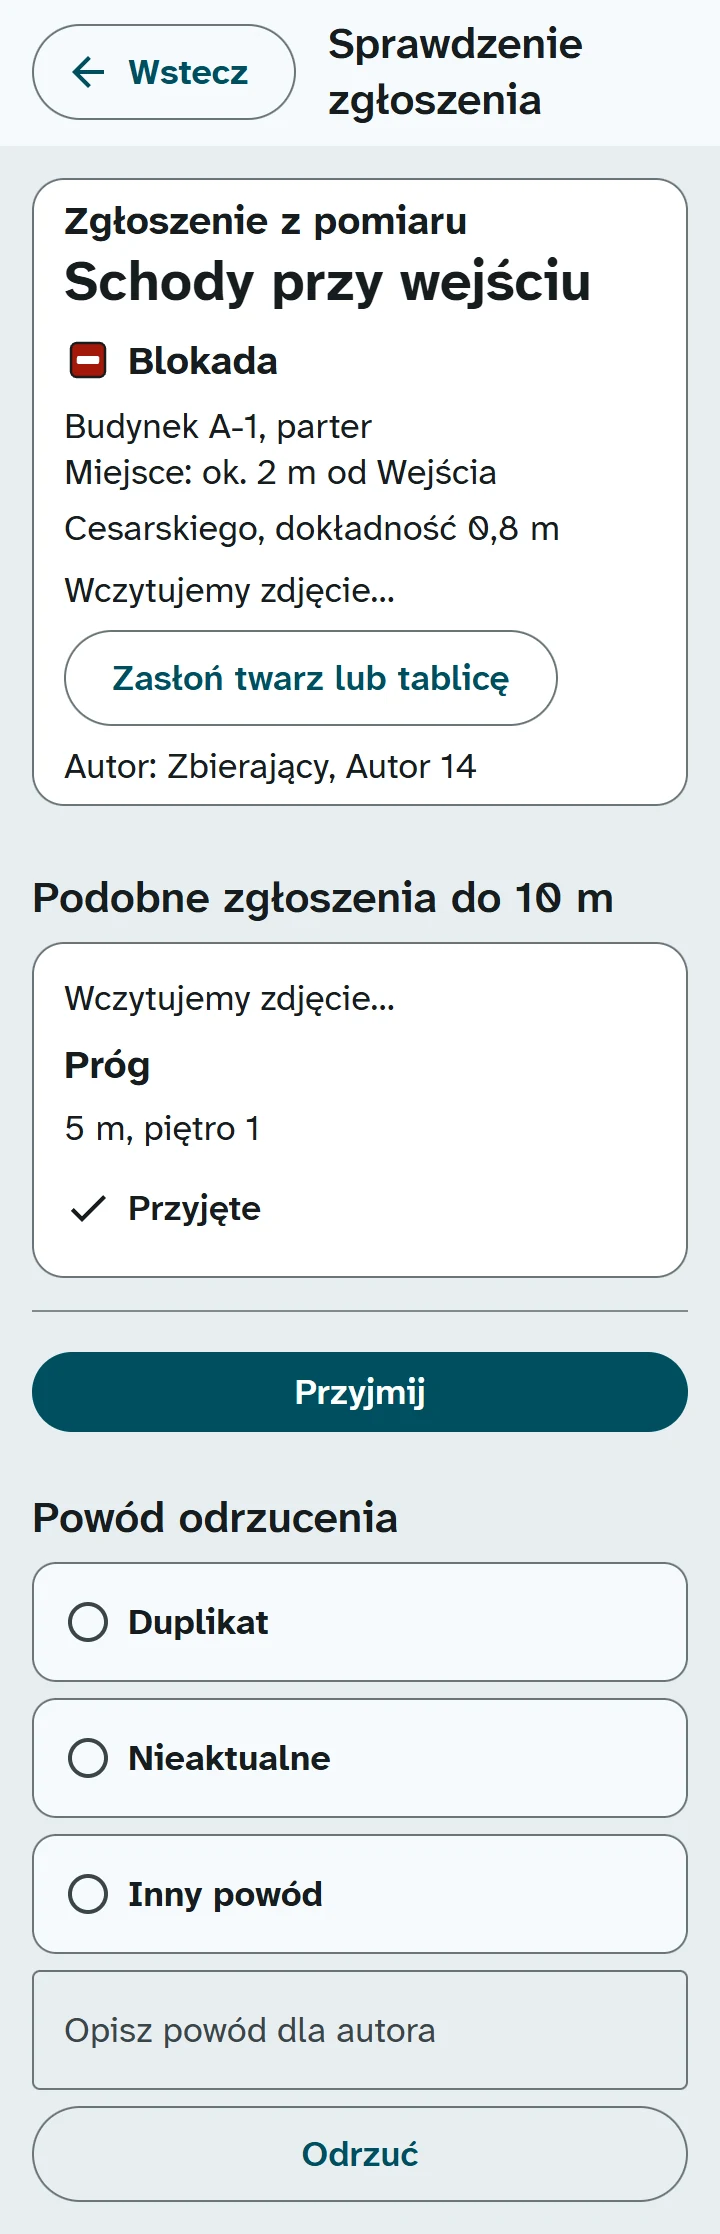 Wstecz
Sprawdzenie
zgłoszenia
Zgłoszenie z pomiaru
Schody przy wejściu
Blokada
Budynek A-1, parter
Miejsce: ok. 2 m od Wejścia
Cesarskiego, dokładność 0,8 m
Wczytujemy zdjęcie...
Zasłoń twarz lub tablicę
Autor: Zbierający, Autor 14
Podobne zgłoszenia do 10 m
Wczytujemy zdjęcie...
Próg
5 m, piętro 1
Przyjęte
Przyjmij
Powód odrzucenia
Duplikat
Nieaktualne
Inny powód
Opisz powód dla autora
Odrzuć